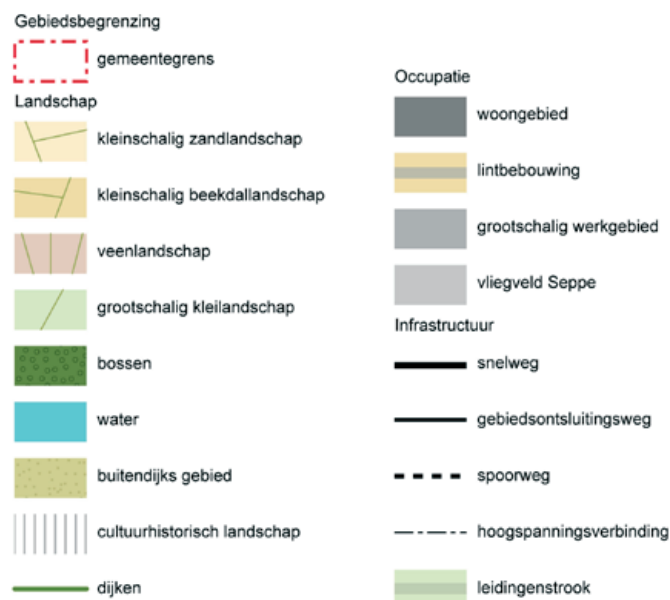 Gebiedsbegrenzing
gemeentegrens
Landschap
kleinschalig zandlandschap
kleinschalig beekdallandschap
veenlandschap
grootschalig kleilandschap
bossen
water
buitendijks gebied
cultuurhistorisch landschap
dijken
Occupatie
woongebied
lintbebouwing
grootschalig werkgebied
vliegveld Seppe
Infrastructuur
snelweg
gebiedsontsluitingsweg
spoorweg
hoogspanningsverbinding
leidingenstrook